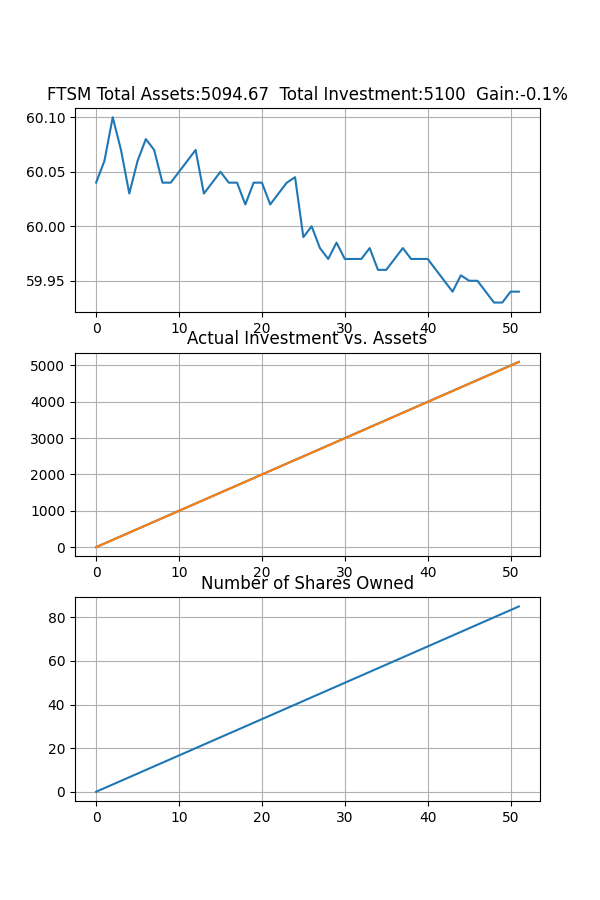 FTSM Total Assets:5094.67  Total Investment:5100  Gain:-0.1%
60.10
60.05
60.00
59.95
0 10 20 30 40 50
Actual Investment vs. Assets
5000
4000
3000
2000
1000
0
0 10 20 30 40 50
Number of Shares Owned
80
60
40
20
0
0 10 20 30 40 50